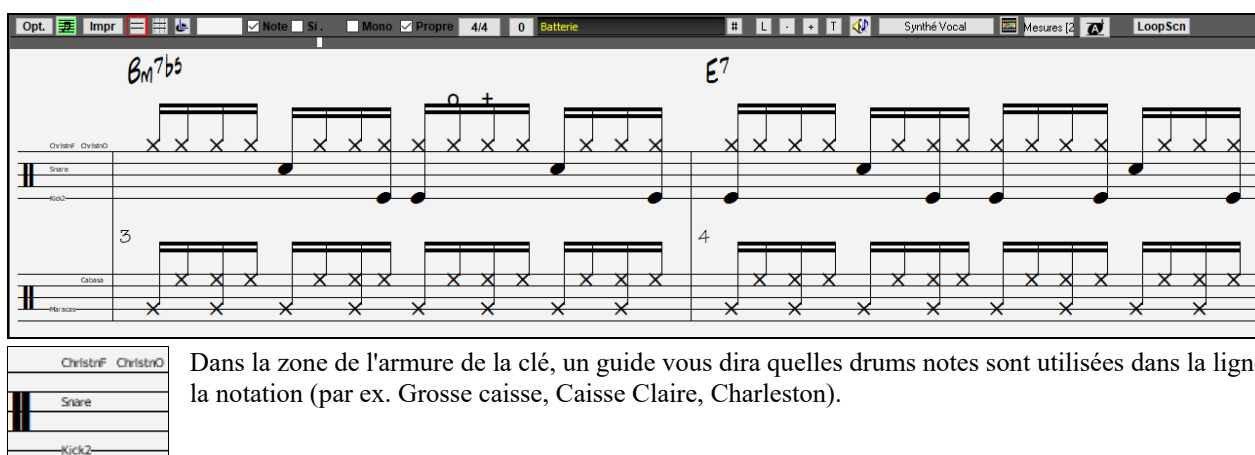 Opt. Impr Note Si . Mono Propre 4/4 0 Batterie # L - + T Synthé Vocal Mesures [2 A LoopScn
Bm7b5 E7
o +
ChristnF ChristnO
Snare
Kick2
3 4
Cabasa
Maracas
ChristnF ChristnO
Snare
Kick2
Dans la zone de l'armure de la clé, un guide vous dira quelles drums notes sont utilisées dans la lign
la notation (par ex. Grosse caisse, Caisse Claire, Charleston).